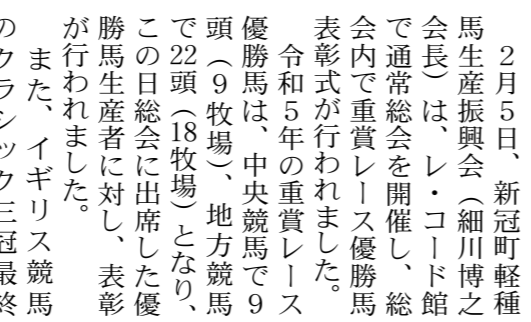 ２月５日、新冠町軽種
馬生産振興会（細川博之
会長）は、レ・コード館
で通常総会を開催し、総
会内で重賞レース優勝馬
表彰式が行われました。
　令和５年の重賞レース
優勝馬は、中央競馬で９
頭（９牧場）、地方競馬
で22頭（18牧場）となり、
この日総会に出席した優
勝馬生産者に対し、表彰
が行われました。
　また、イギリス競馬
のクラシック三冠最終